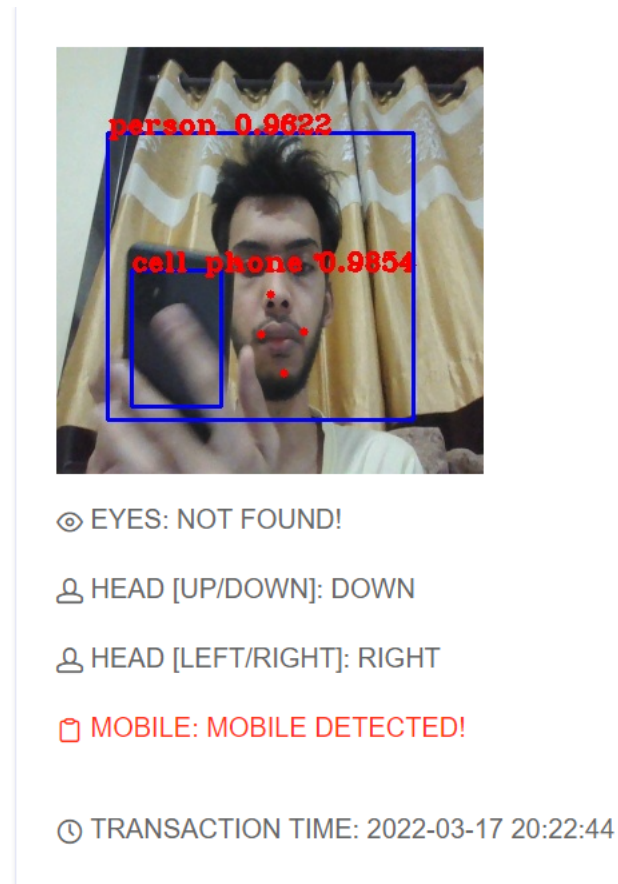 person 0.9622
cell phone 0.9854
EYES: NOT FOUND!
HEAD [UP/DOWN]: DOWN
HEAD [LEFT/RIGHT]: RIGHT
MOBILE: MOBILE DETECTED!
TRANSACTION TIME: 2022-03-17 20:22:44